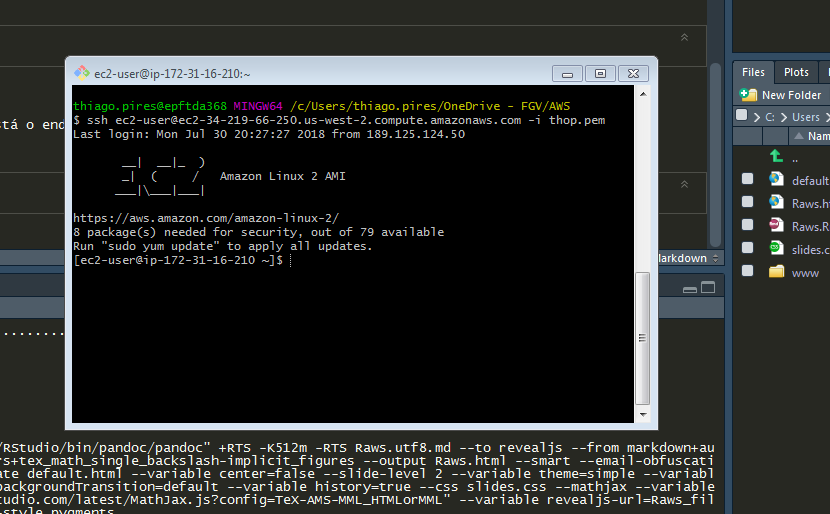 ec2-user@ip-172-31-16-210:~
thiago.pires@epftda368 MINGW64 /c/Users/thiago.pires/OneDrive - FGV/AWS
$ ssh ec2-user@ec2-34-219-66-250.us-west-2.compute.amazonaws.com -i thop.pem
Last login: Mon Jul 30 20:27:27 2018 from 189.125.124.50
__|  __|_  )
_|  (     /   Amazon Linux 2 AMI
___|\___|___|
https://aws.amazon.com/amazon-linux-2/
8 package(s) needed for security, out of 79 available
Run "sudo yum update" to apply all updates.
[ec2-user@ip-172-31-16-210 ~]$
stá o end
larkdown
Files Plots
New Folder
C: Users
Nam
..
default
Raws.h
Raws.R
slides.c
www
/RStudio/bin/pandoc/pandoc" +RTS -K512m -RTS Raws.utf8.md --to revealjs --from markdown+au
rs+tex_math_single_backslash-implicit_figures --output Raws.html --smart --email-obfuscati
ate default.html --variable center=false --slide-level 2 --variable theme=simple --variabl
backgroundTransition=default --variable history=true --css slides.css --mathjax --variable
studio.com/latest/MathJax.js?config=TeX-AMS-MML_HTMLorMML" --variable revealjs-url=Raws_fil
-style pygments